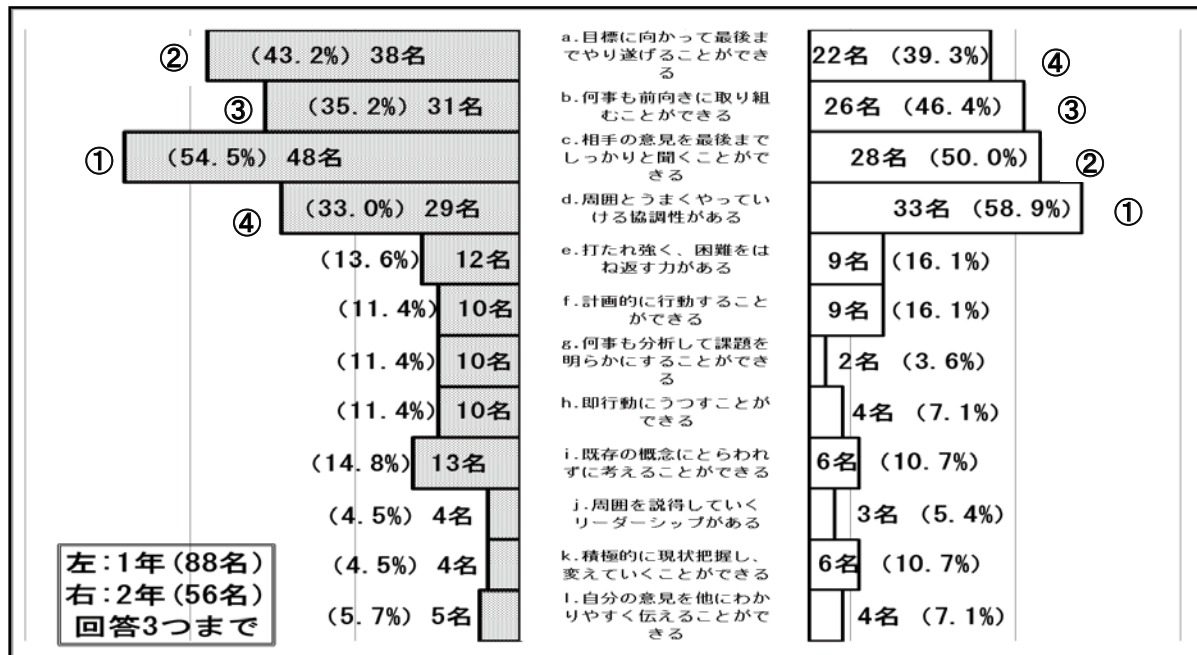 a.目標に向かって最後ま
でやり遂げることができ
る
② (43.2%) 38名
22名 (39.3%) ④
b.何事も前向きに取り組
むことができる
③ (35.2%) 31名
26名 (46.4%) ③
c.相手の意見を最後まで
しっかりと聞くことができ
る
① (54.5%) 48名
28名 (50.0%) ②
d.周囲とうまくやってい
ける協調性がある
④ (33.0%) 29名
33名 (58.9%) ①
e.打たれ強く、困難をは
ね返す力がある
(13.6%) 12名
9名 (16.1%)
f.計画的に行動すること
ができる
(11.4%) 10名
9名 (16.1%)
g.何事も分析して課題を
明らかにすることができ
る
(11.4%) 10名
2名 (3.6%)
h.即行動にうつすことが
できる
(11.4%) 10名
4名 (7.1%)
i.既存の概念にとらわれ
ずに考えることができる
(14.8%) 13名
6名 (10.7%)
j.周囲を説得していく
リーダーシップがある
(4.5%) 4名
3名 (5.4%)
k.積極的に現状把握し、
変えていくことができる
(4.5%) 4名
6名 (10.7%)
l.自分の意見を他にわか
りやすく伝えることがで
きる
(5.7%) 5名
4名 (7.1%)
左:1年(88名)
右:2年(56名)
回答3つまで